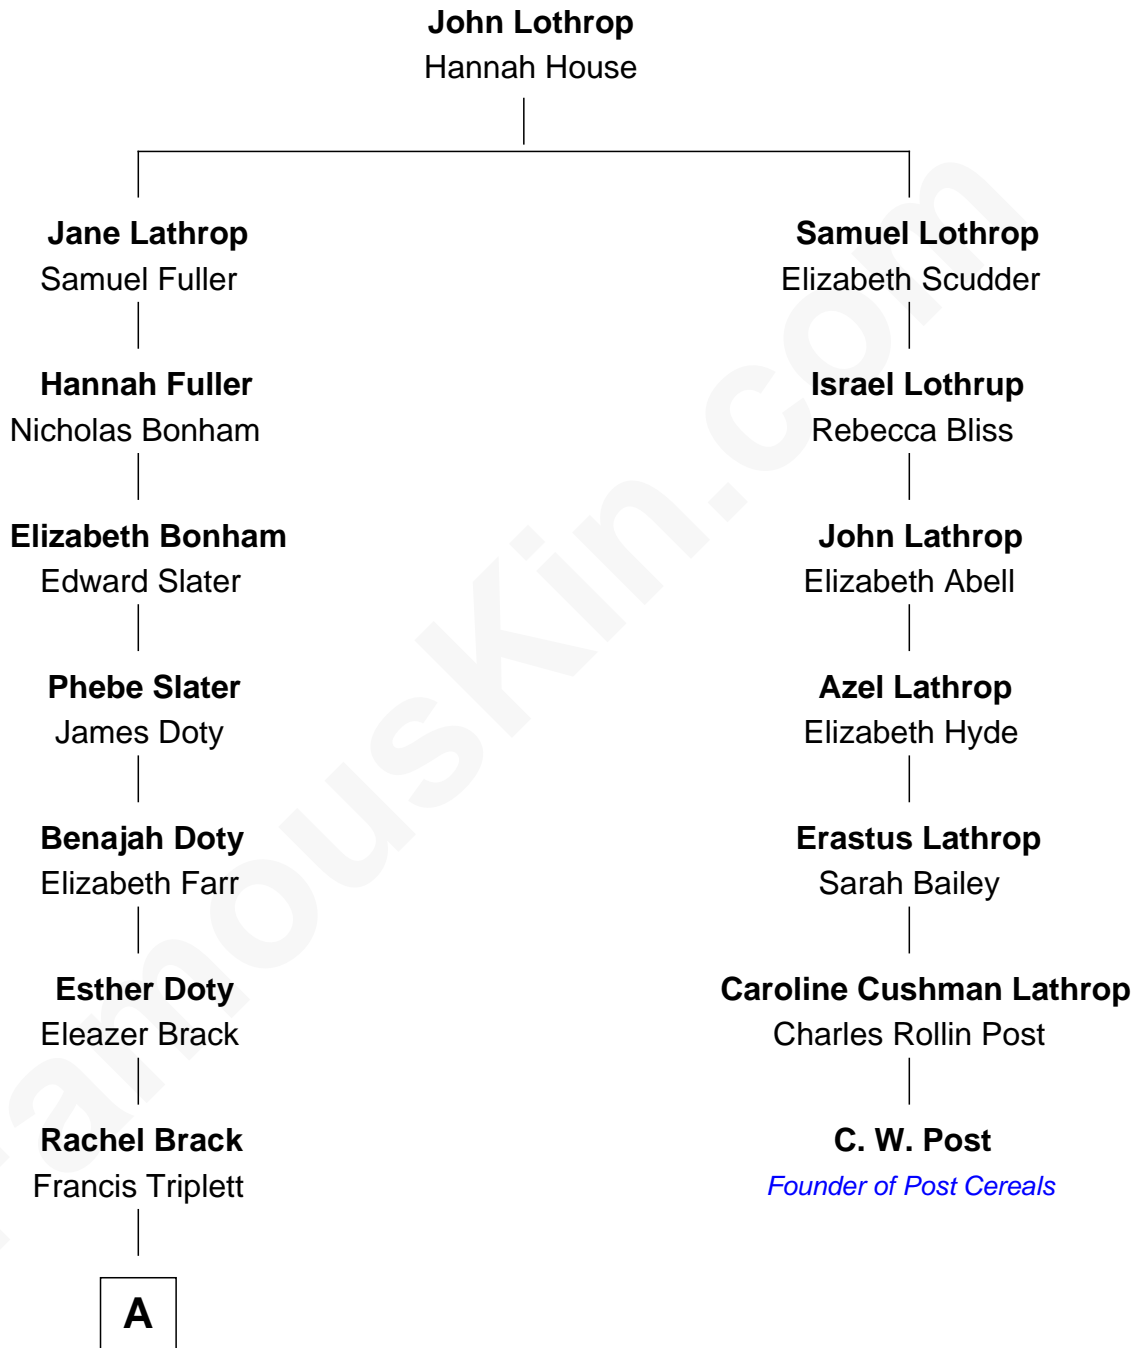 John Lothrop
Hannah House
Jane Lathrop
Samuel Fuller
Hannah Fuller
Nicholas Bonham
Elizabeth Bonham
Edward Slater
Phebe Slater
James Doty
Benajah Doty
Elizabeth Farr
Esther Doty
Eleazer Brack
Rachel Brack
Francis Triplett
A
Samuel Lothrop
Elizabeth Scudder
Israel Lothrup
Rebecca Bliss
John Lathrop
Elizabeth Abell
Azel Lathrop
Elizabeth Hyde
Erastus Lathrop
Sarah Bailey
Caroline Cushman Lathrop
Charles Rollin Post
C. W. Post
Founder of Post Cereals
FamousKin.com